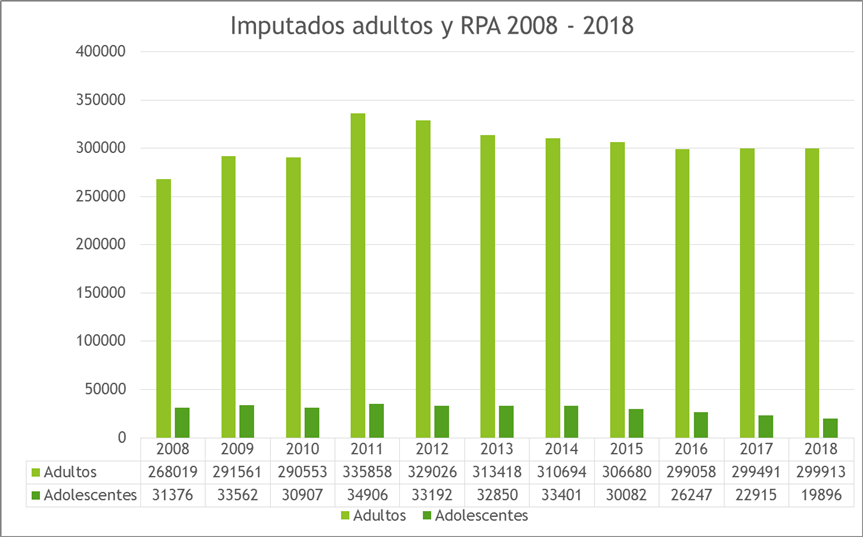 Imputados adultos y RPA 2008 - 2018
400000
350000
300000
250000
200000
150000
100000
50000
0
2008 2009 2010 2011 2012 2013 2014 2015 2016 2017 2018
Adultos 268019 291561 290553 335858 329026 313418 310694 306680 299058 299491 299913
Adolescentes 31376 33562 30907 34906 33192 32850 33401 30082 26247 22915 19896
Adultos Adolescentes